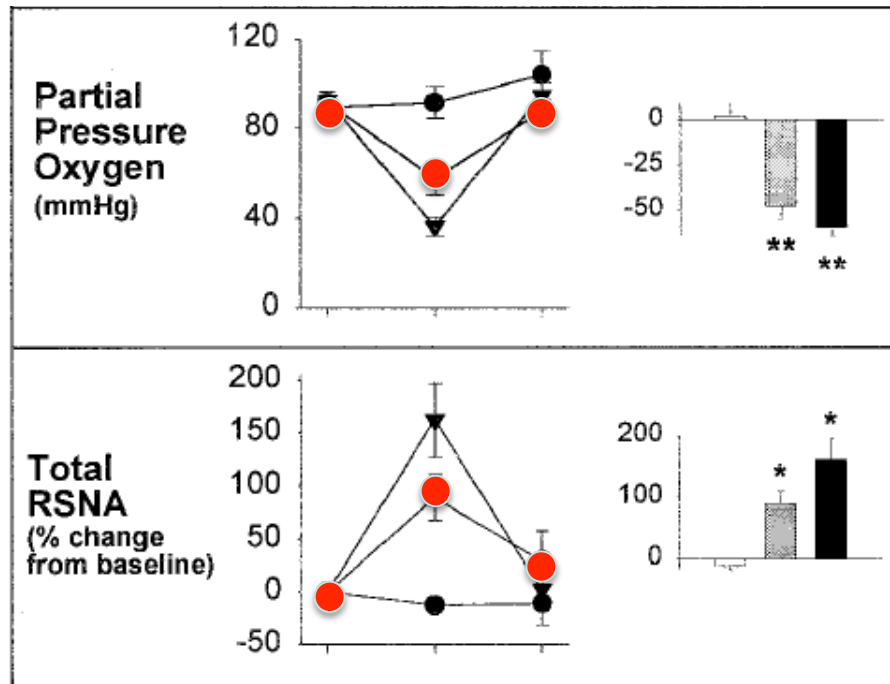 Partial
Pressure
Oxygen
(mmHg)
120
80
40
0
0
-25
-50
**
**
Total
RSNA
(% change
from baseline)
200
150
100
50
0
-50
200
100
0
*
*